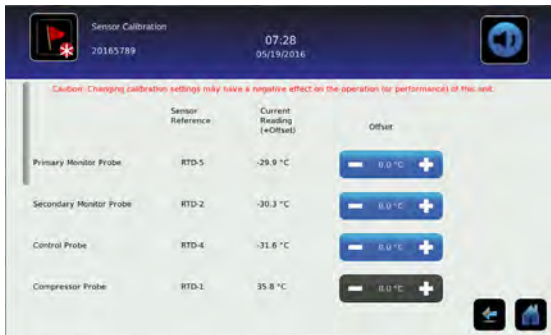 Sensor Calibration
20165789
07:28
05/19/2016
Caution: Changing calibration settings may have a negative effect on the operation (or performance) of this unit.
Sensor Reference
Current Reading (+Offset)
Offset
Primary Monitor Probe RTD-5 -29.9 °C 0.0 °C
Secondary Monitor Probe RTD-2 -30.3 °C 0.0 °C
Control Probe RTD-4 -31.6 °C 0.0 °C
Compressor Probe RTD-1 35.8 °C 0.0 °C